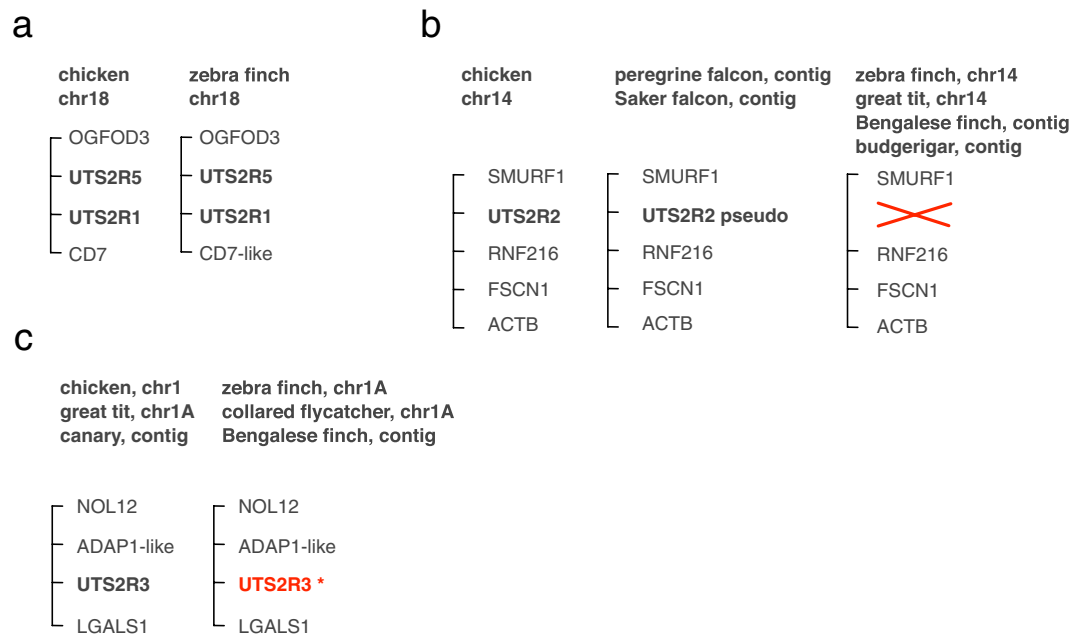 a
chicken
chr18
OGFOD3
UTS2R5
UTS2R1
CD7
zebra finch
chr18
OGFOD3
UTS2R5
UTS2R1
CD7-like
b
chicken
chr14
SMURF1
UTS2R2
RNF216
FSCN1
ACTB
peregrine falcon, contig
Saker falcon, contig
SMURF1
UTS2R2 pseudo
RNF216
FSCN1
ACTB
zebra finch, chr14
great tit, chr14
Bengalese finch, contig
budgerigar, contig
SMURF1
RNF216
FSCN1
ACTB
c
chicken, chr1
great tit, chr1A
canary, contig
NOL12
ADAP1-like
UTS2R3
LGALS1
zebra finch, chr1A
collared flycatcher, chr1A
Bengalese finch, contig
NOL12
ADAP1-like
UTS2R3 *
LGALS1